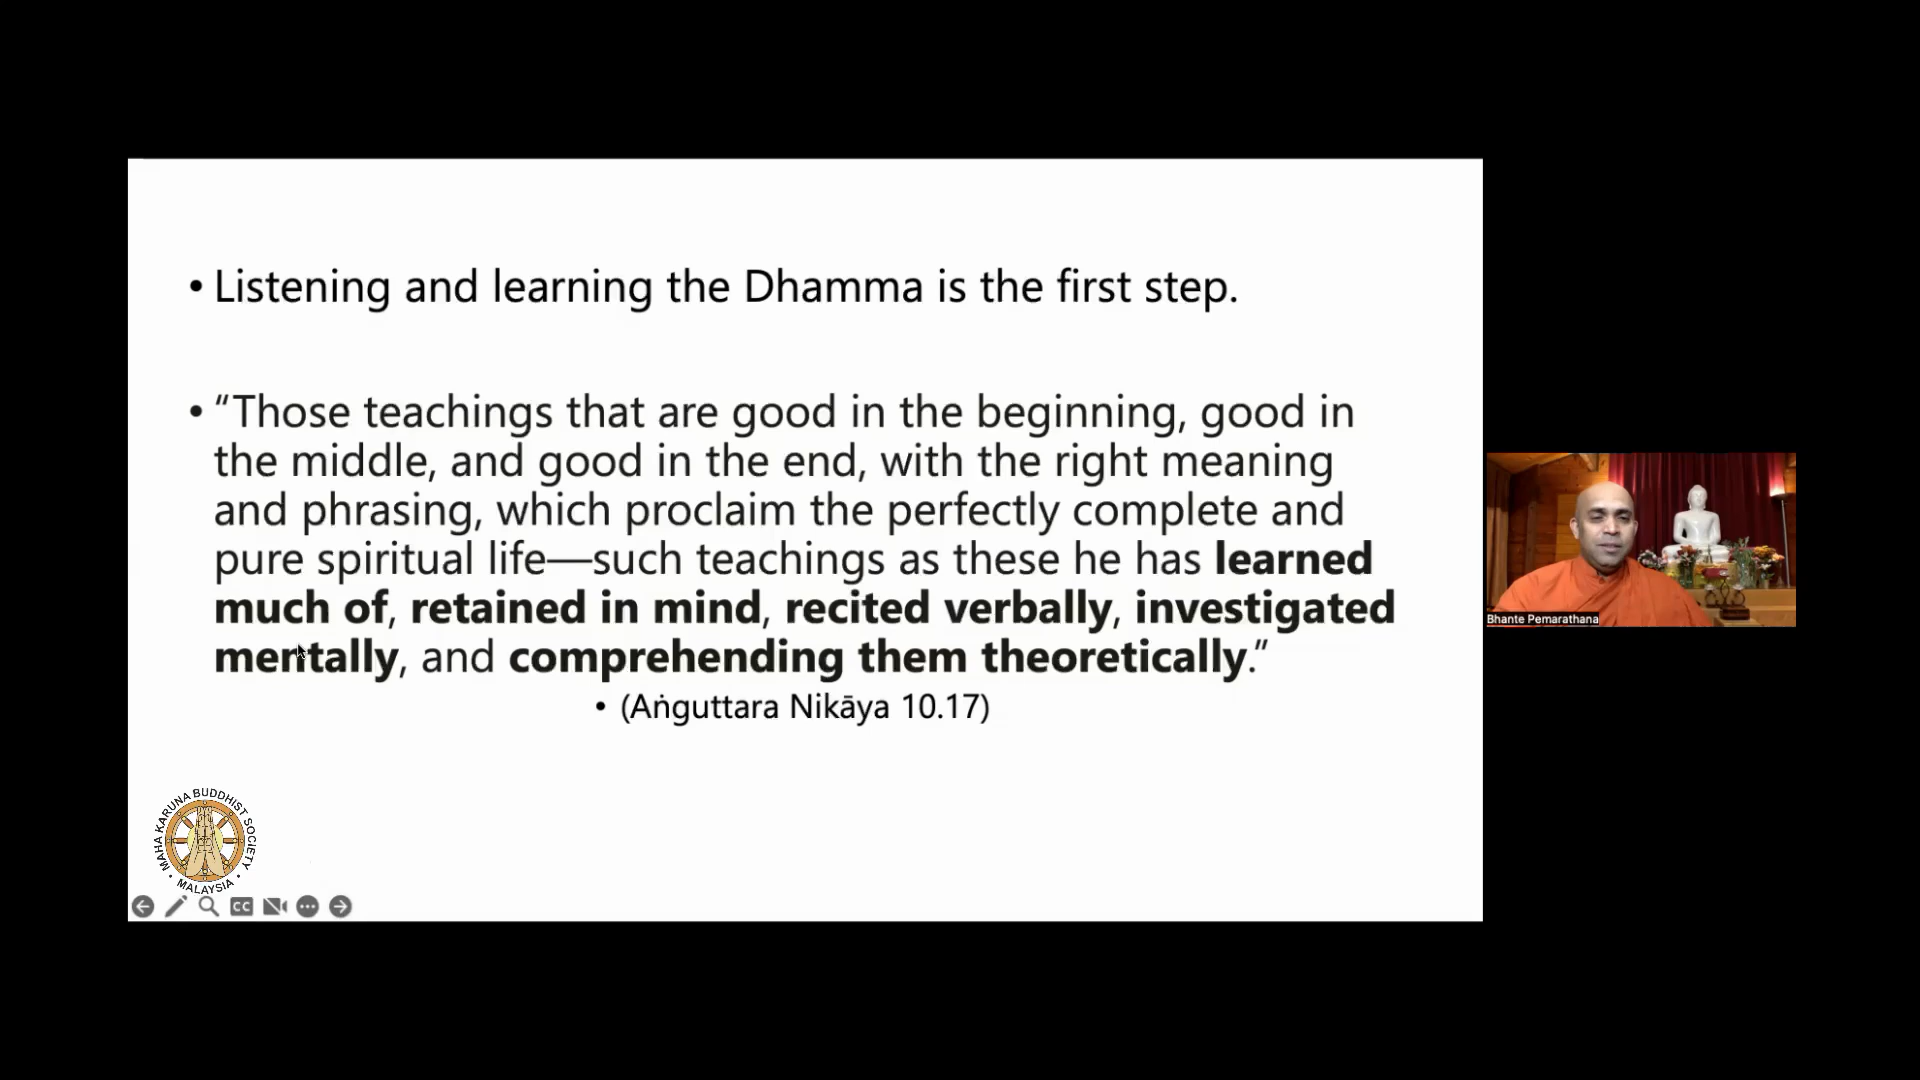 • Listening and learning the Dhamma is the first step.
• “Those teachings that are good in the beginning, good in
the middle, and good in the end, with the right meaning
and phrasing, which proclaim the perfectly complete and
pure spiritual life—such teachings as these he has learned
much of, retained in mind, recited verbally, investigated
mentally, and comprehending them theoretically.”
• (Aṅguttara Nikāya 10.17)
MAHA KARUNA BUDDHIST SOCIETY
• MALAYSIA •
CC
Bhante Pemarathana